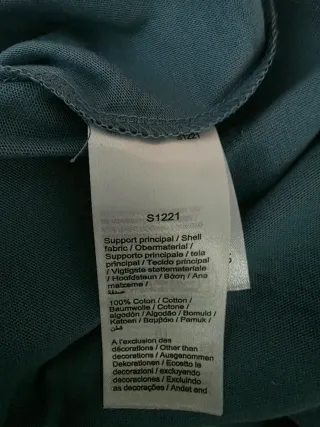 S1221
Support principal / Shell
fabric / Obermaterial /
Supporto principale / tela
principal / Tecido principal
/ Vigtigste støttemateriale
/ Hoofdsteun / Βάση / Ana
malzeme /
100% Coton / Cotton /
Baumwolle / Cotone /
algodón / Algodão / Bomuld /
Katoen / Βαμβάκι / Pamuk /
قطن
A l'exclusion des
décorations / Other than
decorations / Ausgenommen
Dekorationen / Eccetto le
decorazioni / excluyendo
decoraciones / Excluindo
as decorações / Andet end